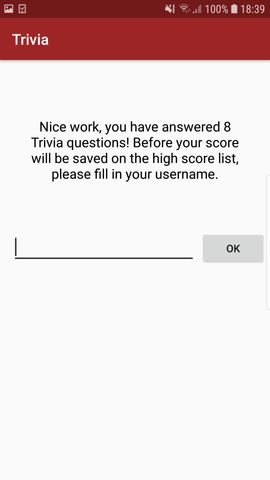 100% 18:39
Trivia
Nice work, you have answered 8
Trivia questions! Before your score
will be saved on the high score list,
please fill in your username.
OK